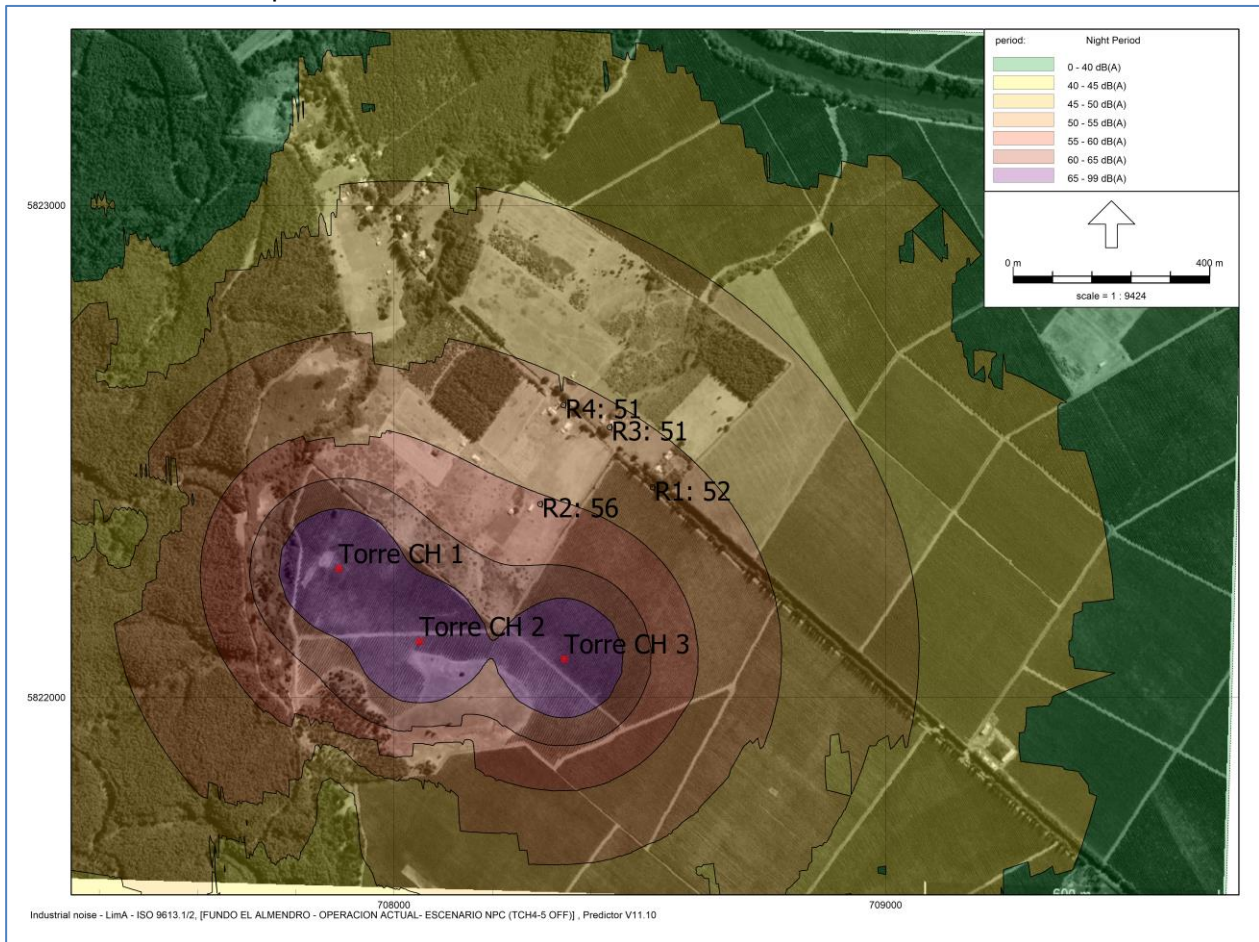 period: Night Period
0 - 40 dB(A)
40 - 45 dB(A)
45 - 50 dB(A)
50 - 55 dB(A)
55 - 60 dB(A)
60 - 65 dB(A)
65 - 99 dB(A)
0 m 400 m
scale = 1 : 9424
5823000
R4: 51
R3: 51
R1: 52
R2: 56
Torre CH 1
Torre CH 2
Torre CH 3
5822000
708000 709000
Industrial noise - LimA - ISO 9613.1/2, [FUNDO EL ALMENDRO - OPERACION ACTUAL- ESCENARIO NPC (TCH4-5 OFF)] , Predictor V11.10